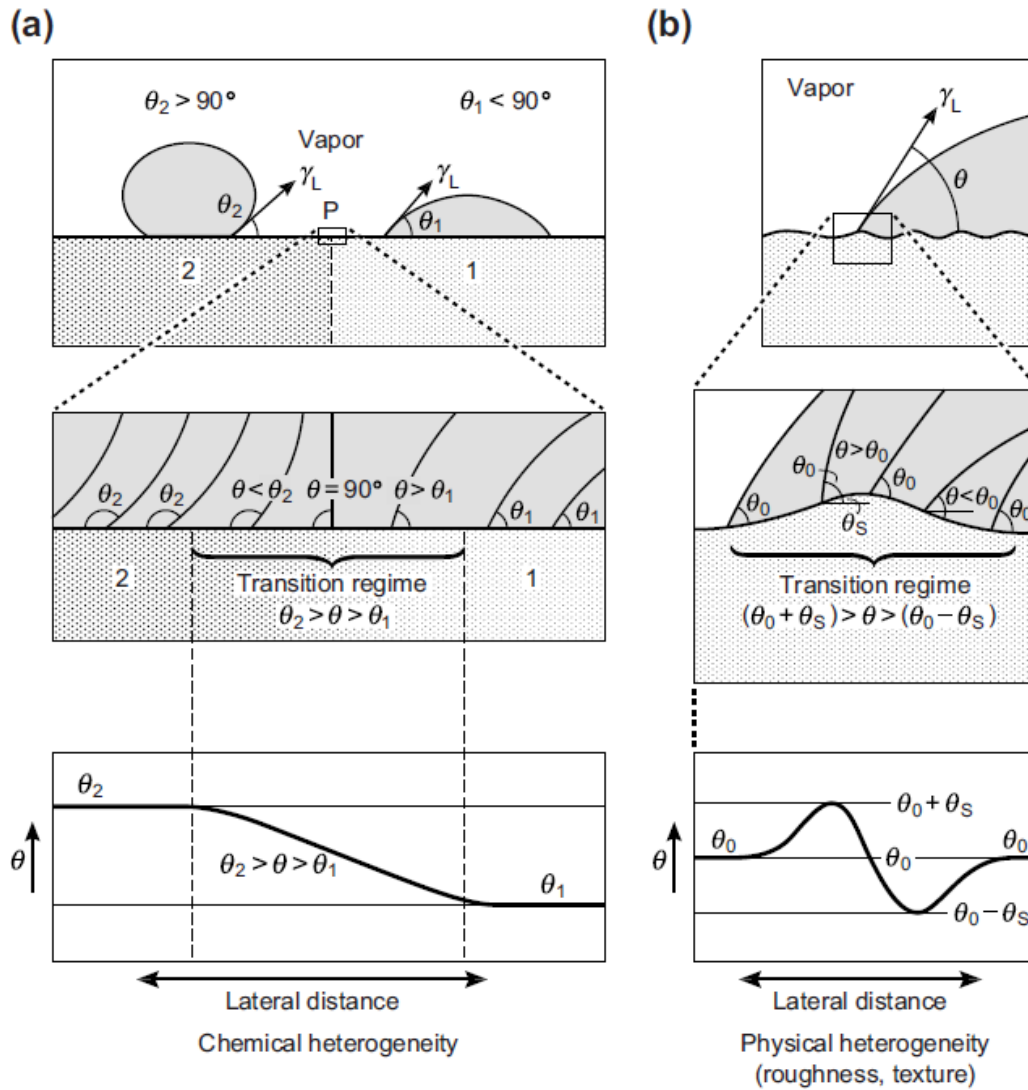 (a)
θ₂ > 90°
θ₁ < 90°
Vapor
γL
θ₂
P
γL
θ₁
2
1
θ₂
θ₂
θ < θ₂
θ = 90°
θ > θ₁
θ₁
θ₁
2
Transition regime
θ₂ > θ > θ₁
1
θ₂
θ
θ₂ > θ > θ₁
θ₁
Lateral distance
Chemical heterogeneity
(b)
Vapor
γL
θ
θ₀
θ > θ₀
θ₀
θ₀
θS
θ < θ₀
θ₀
Transition regime
(θ₀ + θS) > θ > (θ₀ − θS)
θ₀ + θS
θ₀
θ
θ₀
θ₀
θ₀ − θS
Lateral distance
Physical heterogeneity
(roughness, texture)